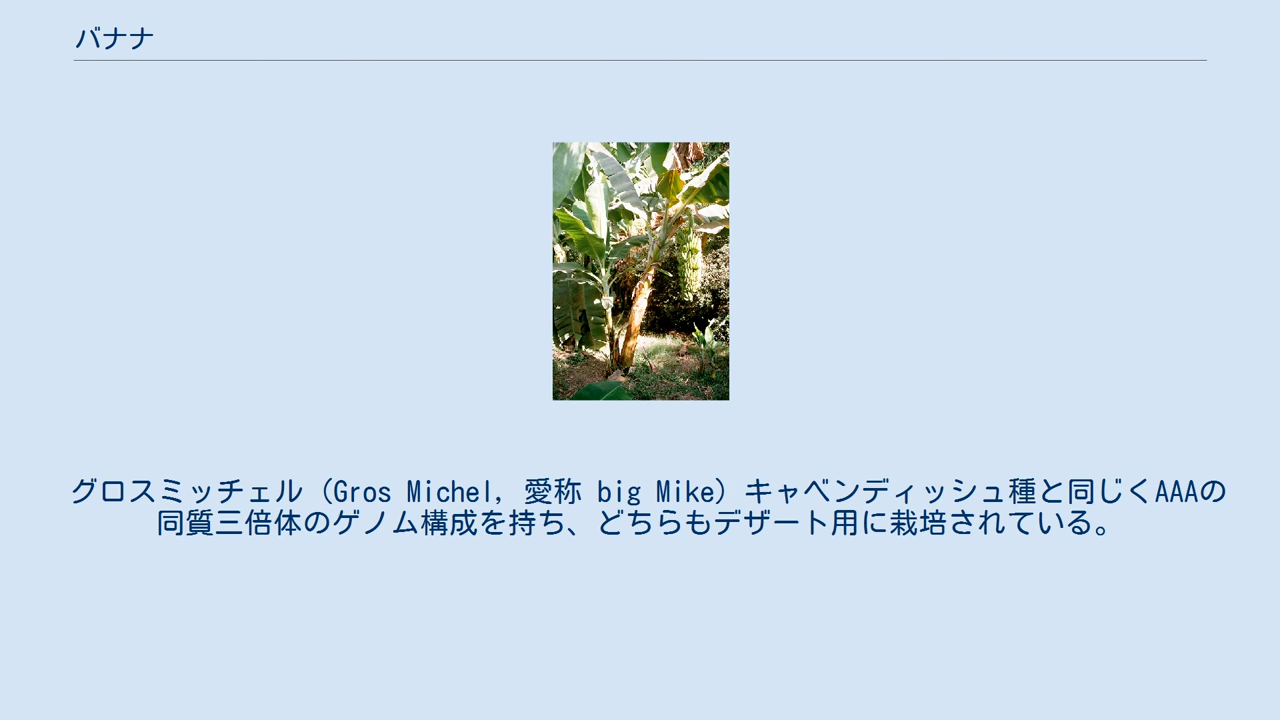 バナナ
グロスミッチェル（Gros Michel, 愛称 big Mike）キャベンディッシュ種と同じくAAAの
同質三倍体のゲノム構成を持ち、どちらもデザート用に栽培されている。